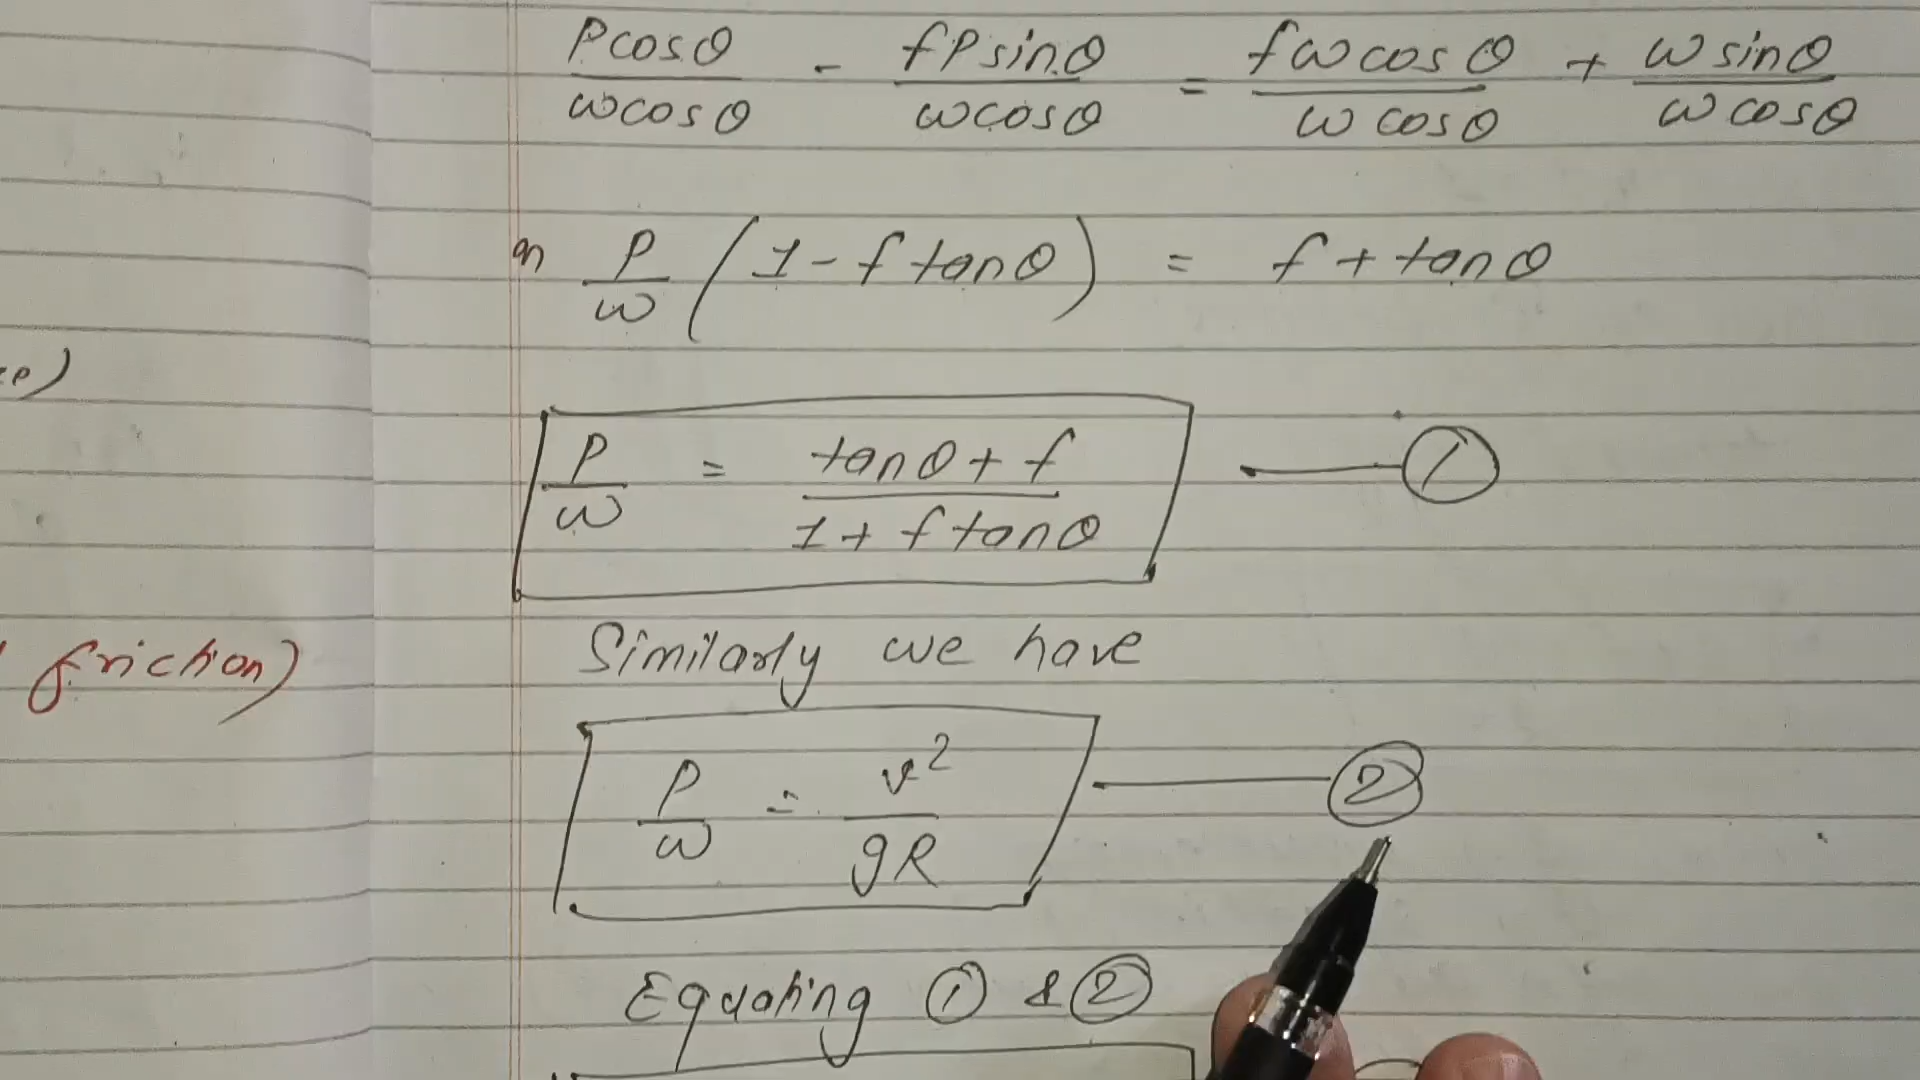 Pcosθ/ωcosθ - fPsinθ/ωcosθ = fωcosθ/ωcosθ + ωsinθ/ωcosθ
P/ω (1 - f tanθ) = f + tanθ
P/ω = tanθ + f / 1 + f tanθ — ①
friction)
Similarly we have
P/ω = v²/gR — ②
Equating ① & ②